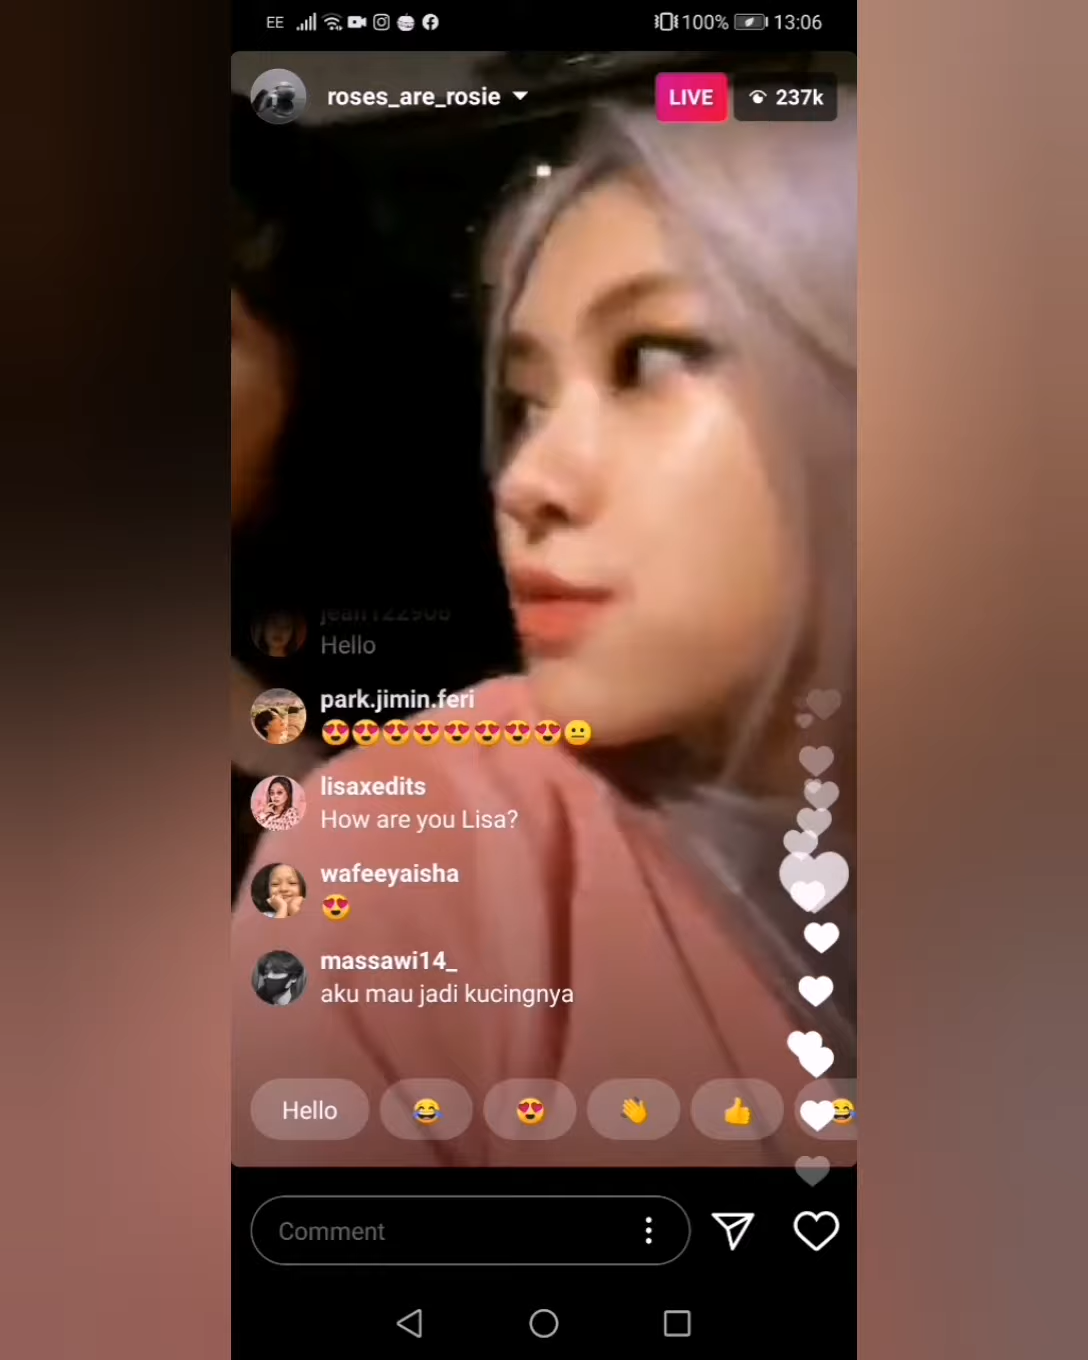 EE
100%
13:06
roses_are_rosie
LIVE
237k
jean122908
Hello
park.jimin.feri
😍😍😍😍😍😍😍😍😐
lisaxedits
How are you Lisa?
wafeeyaisha
😍
massawi14_
aku mau jadi kucingnya
Hello 😂 😍 👋 👍 😂
Comment